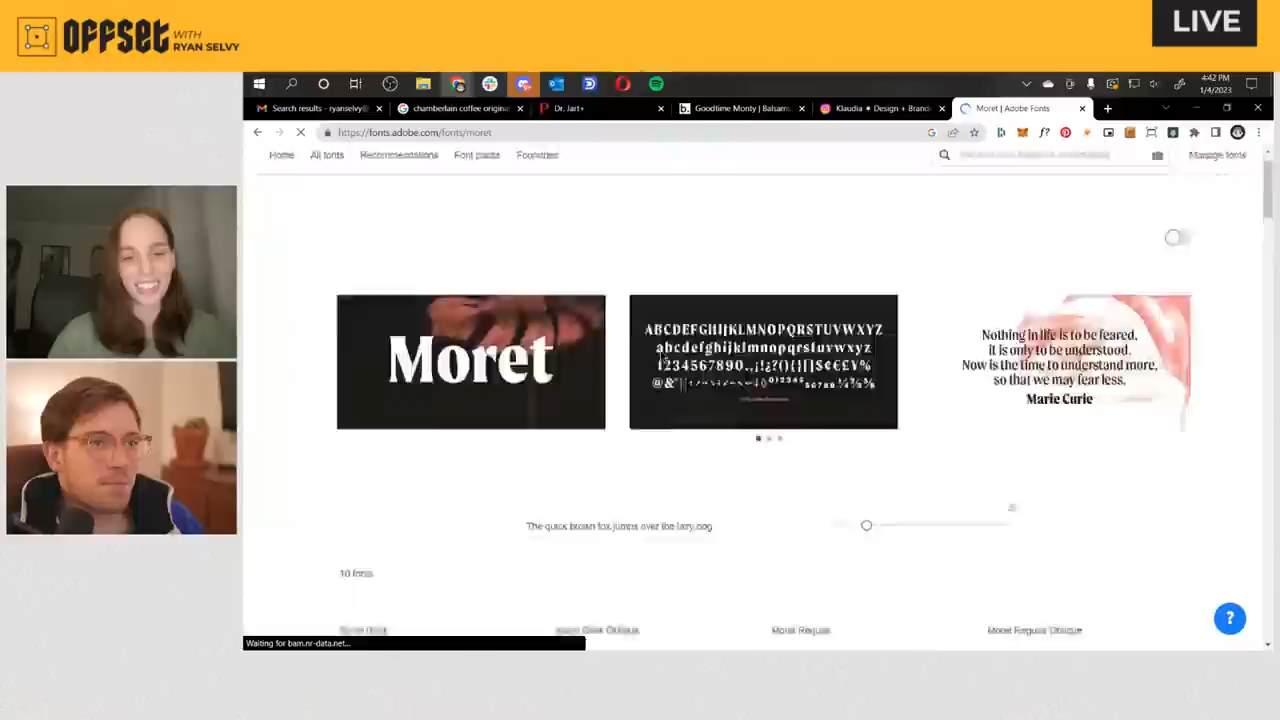 OFFSET WITH RYAN SELVY
LIVE
4:42 PM
1/4/2023
Search results - ryanselvy@
chamberlain coffee origina
Dr. Jart+
Goodtime Monty | Balsam
Klaudia ✶ Design + Brand
Moret | Adobe Fonts
https://fonts.adobe.com/fonts/moret
Home All fonts Recommendations Font packs Foundries
Manage fonts
Moret
ABCDEFGHIJKLMNOPQRSTUVWXYZ
abcdefghijklmnopqrstuvwxyz
Nothing in life is to be feared,
it is only to be understood.
Now is the time to understand more,
so that we may fear less.
Marie Curie
The quick brown fox jumps over the lazy dog
10 fonts
Moret Regular
Moret Regular Oblique
?
Waiting for bam.nr-data.net...